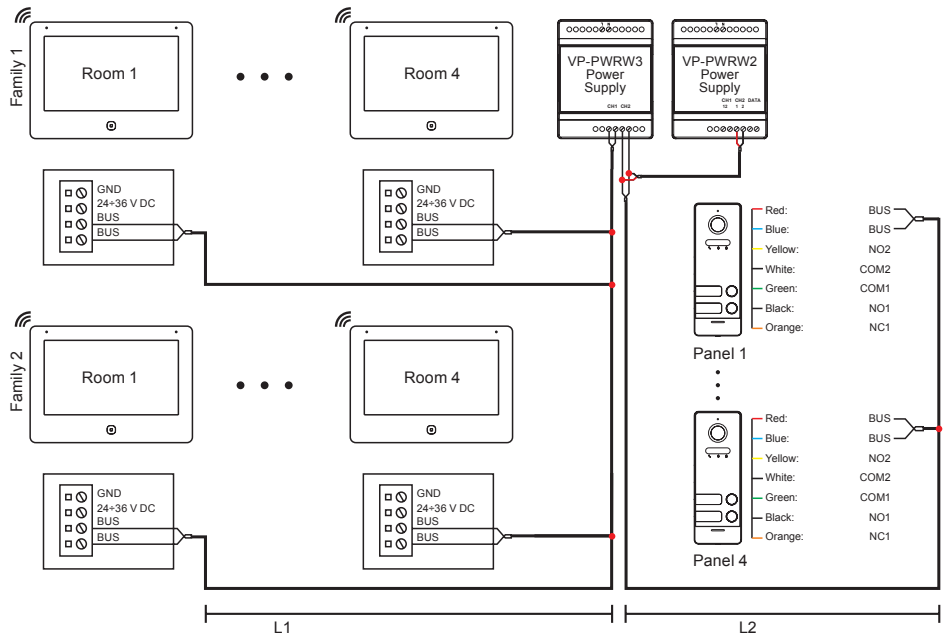 Family 1
Room 1
Room 4
L N
VP-PWRW3
Power
Supply
CH1 CH2
L N
VP-PWRW2
Power
Supply
CH1 CH2 DATA
12 1 2
GND
24÷36 V DC
BUS
BUS
GND
24÷36 V DC
BUS
BUS
Red: BUS
Blue: BUS
Yellow: NO2
White: COM2
Green: COM1
Black: NO1
Orange: NC1
Panel 1
Family 2
Room 1
Room 4
GND
24÷36 V DC
BUS
BUS
GND
24÷36 V DC
BUS
BUS
Red: BUS
Blue: BUS
Yellow: NO2
White: COM2
Green: COM1
Black: NO1
Orange: NC1
Panel 4
L1
L2